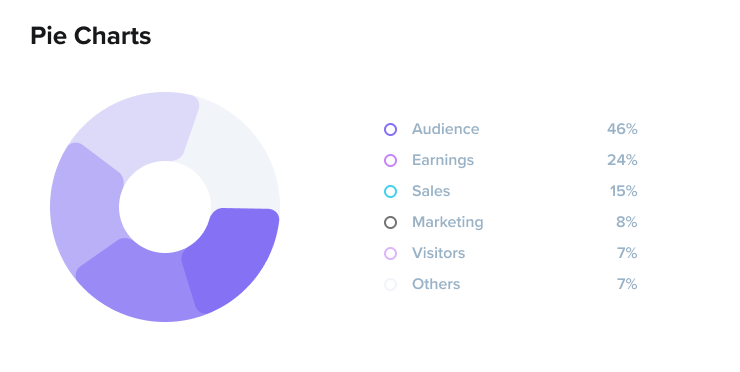 Pie Charts
Audience 46%
Earnings 24%
Sales 15%
Marketing 8%
Visitors 7%
Others 7%